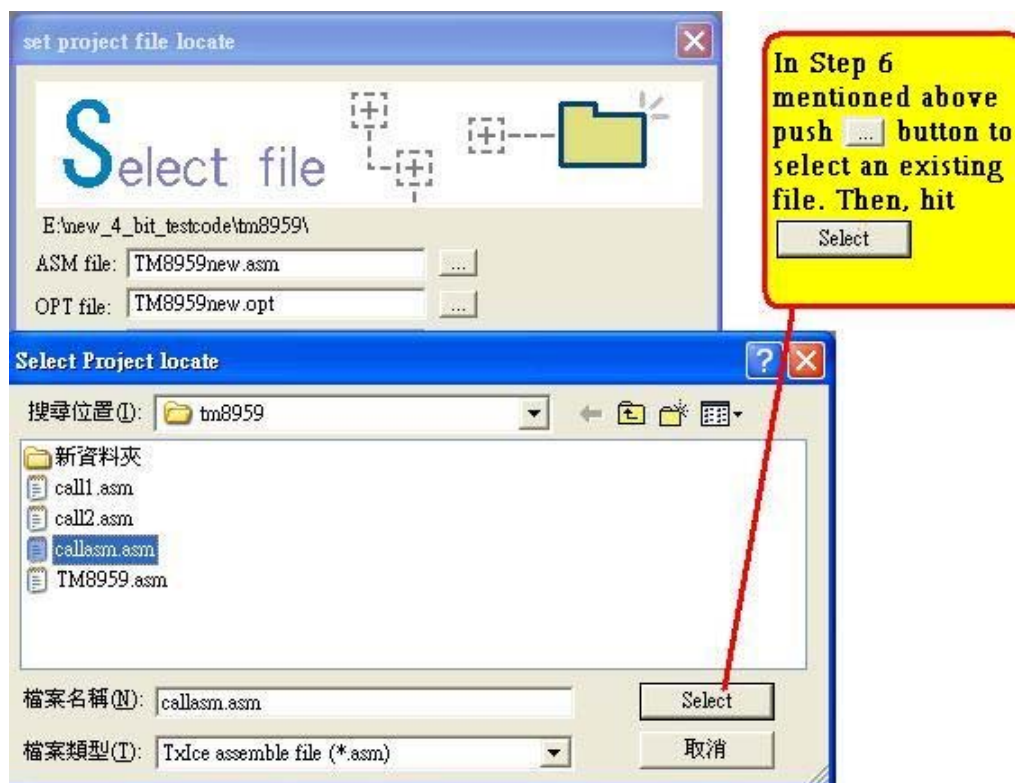 set project file locate
Select file
E:\new_4_bit_testcode\tm8959\
ASM file: TM8959new.asm ...
OPT file: TM8959new.opt ...
In Step 6
mentioned above
push ... button to
select an existing
file. Then, hit
Select
Select Project locate
搜尋位置(I): tm8959
新資料夾
call1.asm
call2.asm
callasm.asm
TM8959.asm
檔案名稱(N): callasm.asm Select
檔案類型(T): TxIce assemble file (*.asm) 取消